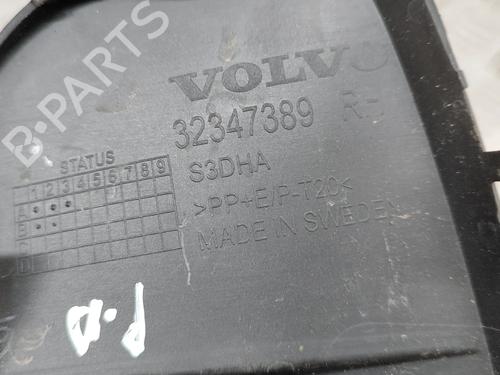 VOLVO
32347389
S3DHA
>PP+E/P-T20<
MADE IN SWEDEN
STATUS
1 2 3 4 5 6 7 8 9
A
B
B-PARTS